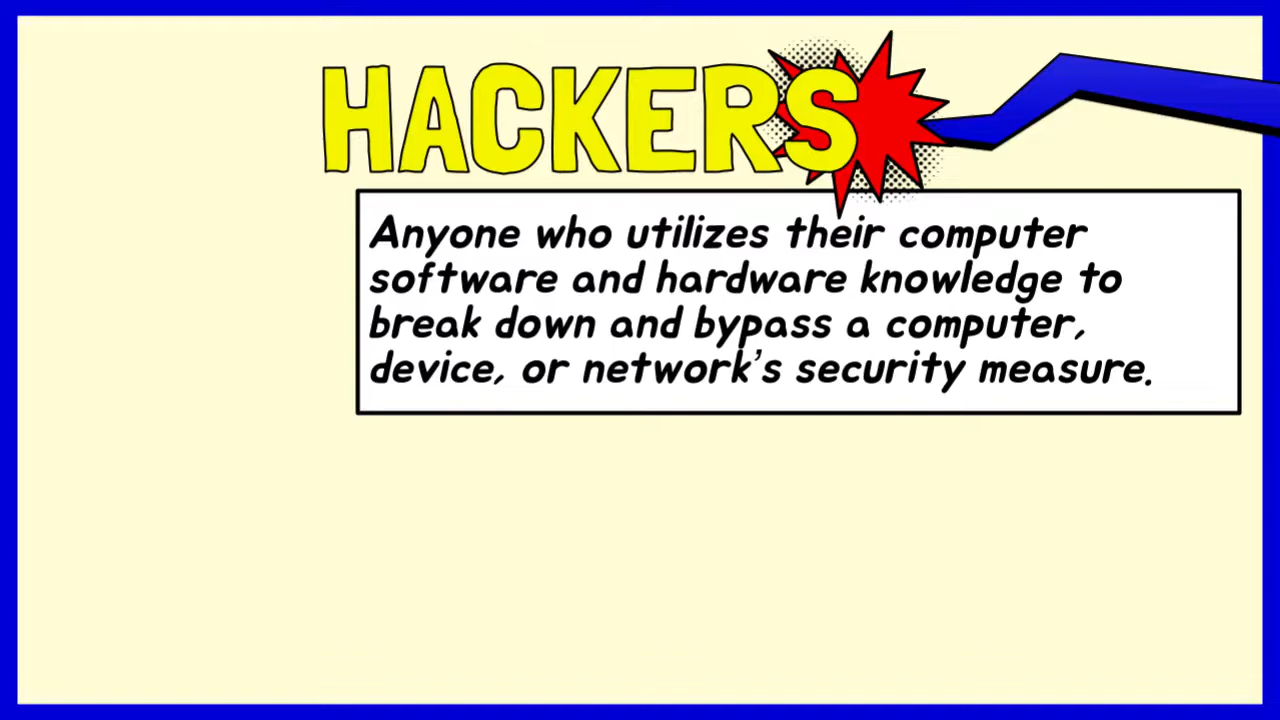 HACKERS
Anyone who utilizes their computer
software and hardware knowledge to
break down and bypass a computer,
device, or network's security measure.